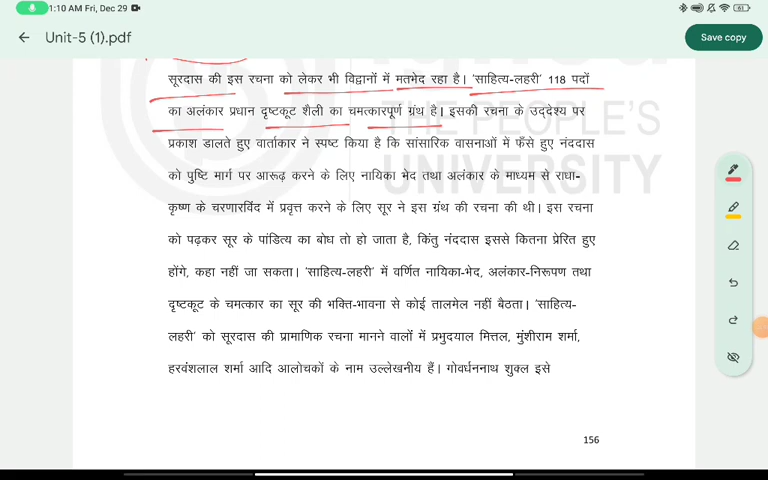 1:10 AM Fri, Dec 29
61
Unit-5 (1).pdf
Save copy
सूरदास की इस रचना को लेकर भी विद्वानों में मतभेद रहा है। 'साहित्य-लहरी' 118 पदों
का अलंकार प्रधान दृष्टकूट शैली का चमत्कारपूर्ण ग्रंथ है। इसकी रचना के उद्देश्य पर
THE PEOPLE'S
प्रकाश डालते हुए वार्ताकार ने स्पष्ट किया है कि सांसारिक वासनाओं में फँसे हुए नंददास
को पुष्टि मार्ग पर आरूढ़ करने के लिए नायिका भेद तथा अलंकार के माध्यम से राधा-
UNIVERSITY
कृष्ण के चरणारविंद में प्रवृत्त करने के लिए सूर ने इस ग्रंथ की रचना की थी। इस रचना
को पढ़कर सूर के पांडित्य का बोध तो हो जाता है, किंतु नंददास इससे कितना प्रेरित हुए
होंगे, कहा नहीं जा सकता। 'साहित्य-लहरी' में वर्णित नायिका-भेद, अलंकार-निरूपण तथा
दृष्टकूट के चमत्कार का सूर की भक्ति-भावना से कोई तालमेल नहीं बैठता। 'साहित्य-
लहरी' को सूरदास की प्रामाणिक रचना मानने वालों में प्रभुदयाल मित्तल, मुंशीराम शर्मा,
हरवंशलाल शर्मा आदि आलोचकों के नाम उल्लेखनीय हैं। गोवर्धननाथ शुक्ल इसे
156